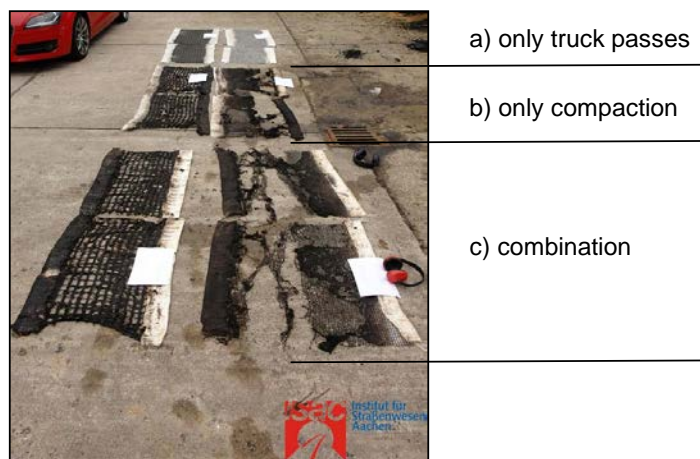 a) only truck passes
b) only compaction
c) combination
isac
Institut für
Straßenwesen
Aachen